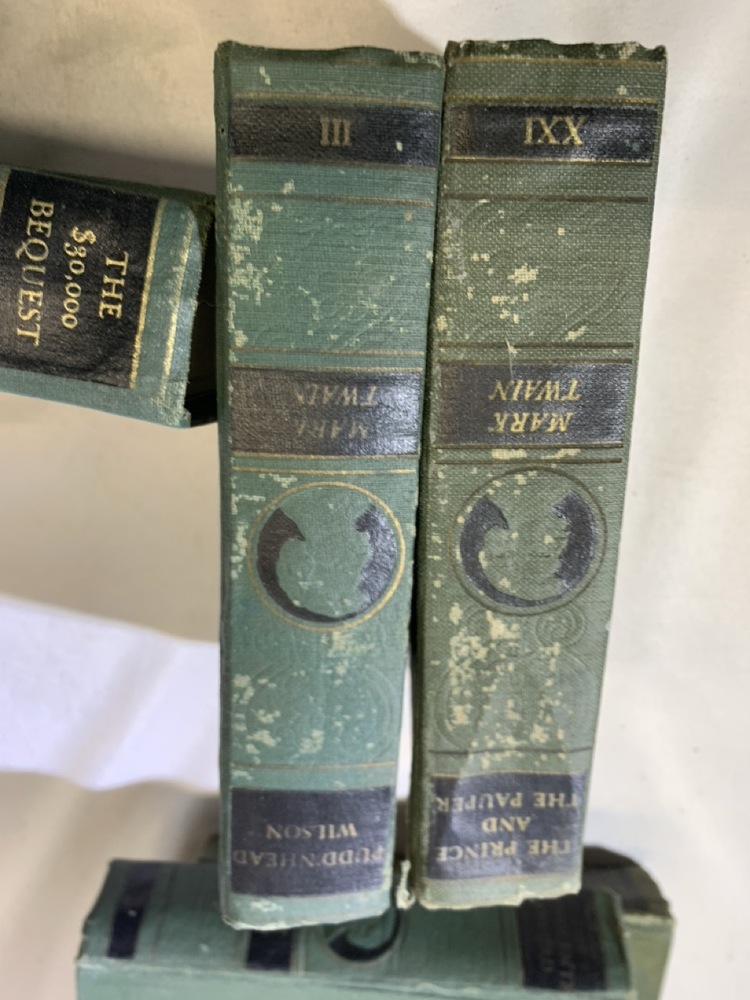 THE
$30,000
BEQUEST
PUDD'NHEAD
WILSON
MARK
TWAIN
III
THE PRINCE
AND
THE PAUPER
MARK
TWAIN
XXI